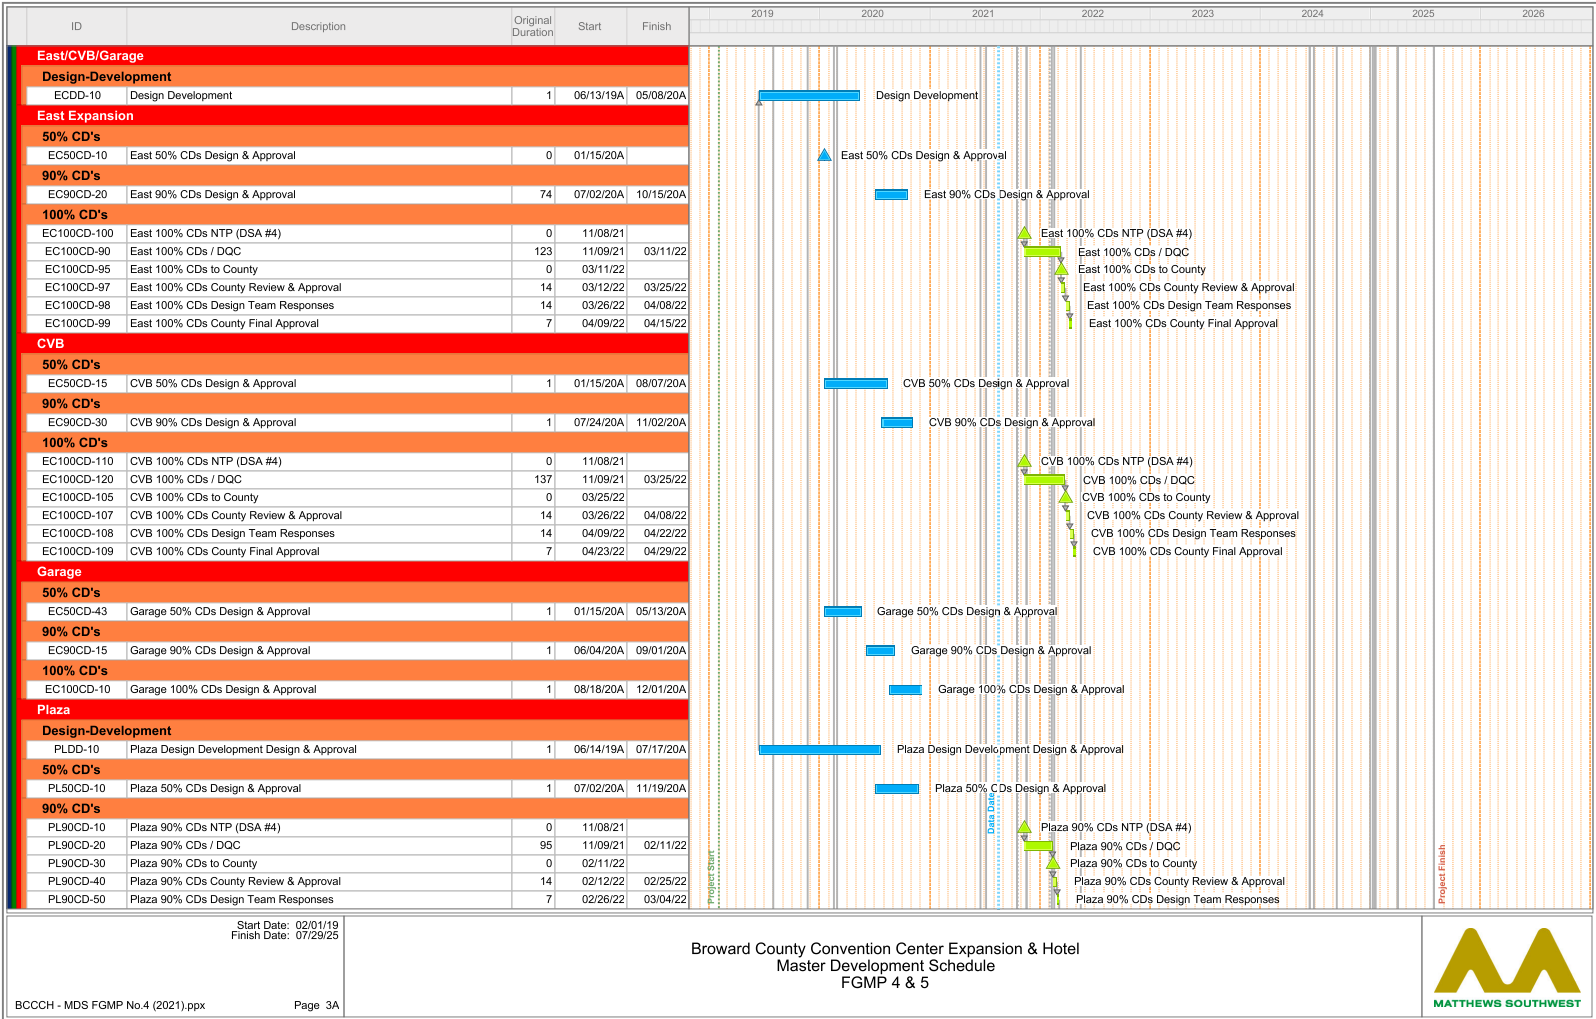 ID Description Original Duration Start Finish 2019 2020 2021 2022 2023 2024 2025 2026
East/CVB/Garage
Design-Development
ECDD-10 Design Development 1 06/13/19A 05/08/20A Design Development
East Expansion
50% CD's
EC50CD-10 East 50% CDs Design & Approval 0 01/15/20A East 50% CDs Design & Approval
90% CD's
EC90CD-20 East 90% CDs Design & Approval 74 07/02/20A 10/15/20A East 90% CDs Design & Approval
100% CD's
EC100CD-100 East 100% CDs NTP (DSA #4) 0 11/08/21 East 100% CDs NTP (DSA #4)
EC100CD-90 East 100% CDs / DQC 123 11/09/21 03/11/22 East 100% CDs / DQC
EC100CD-95 East 100% CDs to County 0 03/11/22 East 100% CDs to County
EC100CD-97 East 100% CDs County Review & Approval 14 03/12/22 03/25/22 East 100% CDs County Review & Approval
EC100CD-98 East 100% CDs Design Team Responses 14 03/26/22 04/08/22 East 100% CDs Design Team Responses
EC100CD-99 East 100% CDs County Final Approval 7 04/09/22 04/15/22 East 100% CDs County Final Approval
CVB
50% CD's
EC50CD-15 CVB 50% CDs Design & Approval 1 01/15/20A 08/07/20A CVB 50% CDs Design & Approval
90% CD's
EC90CD-30 CVB 90% CDs Design & Approval 1 07/24/20A 11/02/20A CVB 90% CDs Design & Approval
100% CD's
EC100CD-110 CVB 100% CDs NTP (DSA #4) 0 11/08/21 CVB 100% CDs NTP (DSA #4)
EC100CD-120 CVB 100% CDs / DQC 137 11/09/21 03/25/22 CVB 100% CDs / DQC
EC100CD-105 CVB 100% CDs to County 0 03/25/22 CVB 100% CDs to County
EC100CD-107 CVB 100% CDs County Review & Approval 14 03/26/22 04/08/22 CVB 100% CDs County Review & Approval
EC100CD-108 CVB 100% CDs Design Team Responses 14 04/09/22 04/22/22 CVB 100% CDs Design Team Responses
EC100CD-109 CVB 100% CDs County Final Approval 7 04/23/22 04/29/22 CVB 100% CDs County Final Approval
Garage
50% CD's
EC50CD-43 Garage 50% CDs Design & Approval 1 01/15/20A 05/13/20A Garage 50% CDs Design & Approval
90% CD's
EC90CD-15 Garage 90% CDs Design & Approval 1 06/04/20A 09/01/20A Garage 90% CDs Design & Approval
100% CD's
EC100CD-10 Garage 100% CDs Design & Approval 1 08/18/20A 12/01/20A Garage 100% CDs Design & Approval
Plaza
Design-Development
PLDD-10 Plaza Design Development Design & Approval 1 06/14/19A 07/17/20A Plaza Design Development Design & Approval
50% CD's
PL50CD-10 Plaza 50% CDs Design & Approval 1 07/02/20A 11/19/20A Plaza 50% CDs Design & Approval
90% CD's
PL90CD-10 Plaza 90% CDs NTP (DSA #4) 0 11/08/21 Plaza 90% CDs NTP (DSA #4)
PL90CD-20 Plaza 90% CDs / DQC 95 11/09/21 02/11/22 Plaza 90% CDs / DQC
PL90CD-30 Plaza 90% CDs to County 0 02/11/22 Plaza 90% CDs to County
PL90CD-40 Plaza 90% CDs County Review & Approval 14 02/12/22 02/25/22 Plaza 90% CDs County Review & Approval
PL90CD-50 Plaza 90% CDs Design Team Responses 7 02/26/22 03/04/22 Plaza 90% CDs Design Team Responses
Project Start
Data Date
Project Finish
Start Date: 02/01/19
Finish Date: 07/29/25
BCCCH - MDS FGMP No.4 (2021).ppx Page 3A
Broward County Convention Center Expansion & Hotel
Master Development Schedule
FGMP 4 & 5
MATTHEWS SOUTHWEST